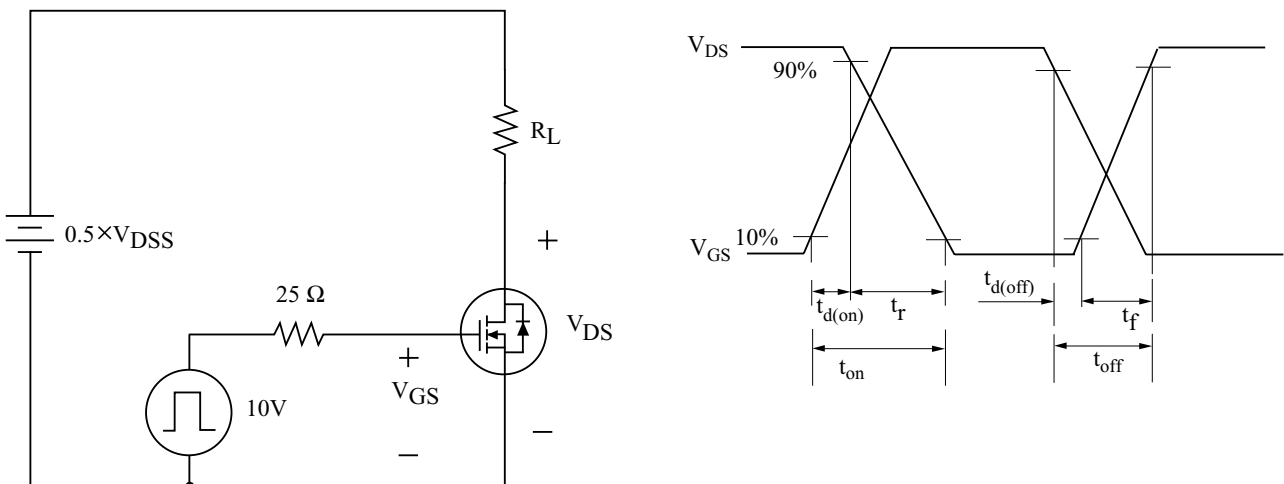 R_L
0.5×V_DSS
+
25 Ω
V_DS
+
V_GS
10V
−
−
V_DS
90%
V_GS
10%
t_d(on)
t_r
t_d(off)
t_f
t_on
t_off